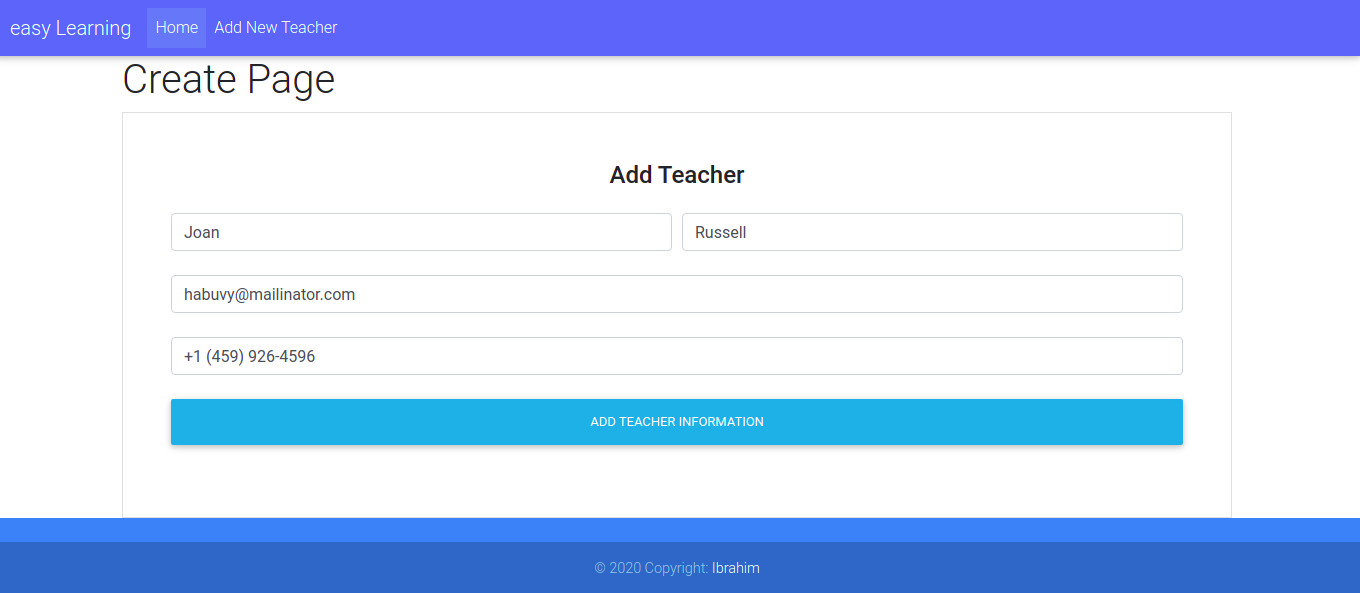 easy Learning Home Add New Teacher
Create Page
Add Teacher
Joan Russell
habuvy@mailinator.com
+1 (459) 926-4596
ADD TEACHER INFORMATION
© 2020 Copyright: Ibrahim